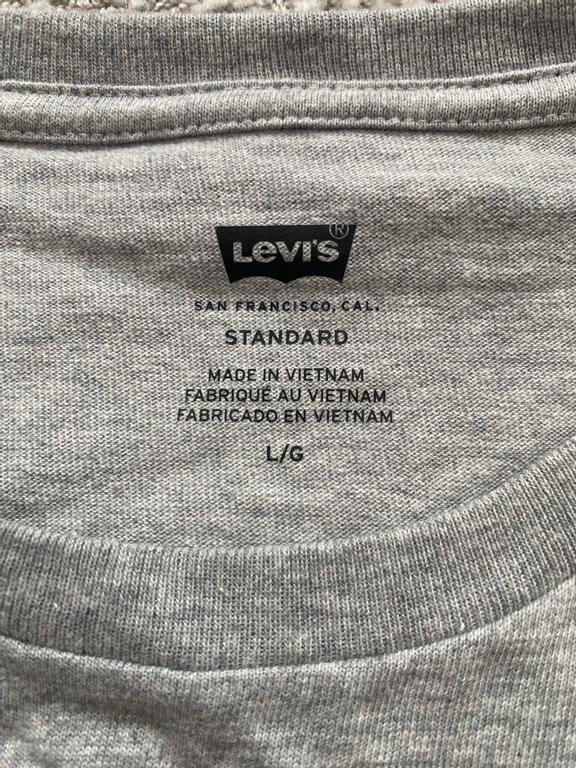 Levi's®
SAN FRANCISCO, CAL.
STANDARD
MADE IN VIETNAM
FABRIQUÉ AU VIETNAM
FABRICADO EN VIETNAM
L/G